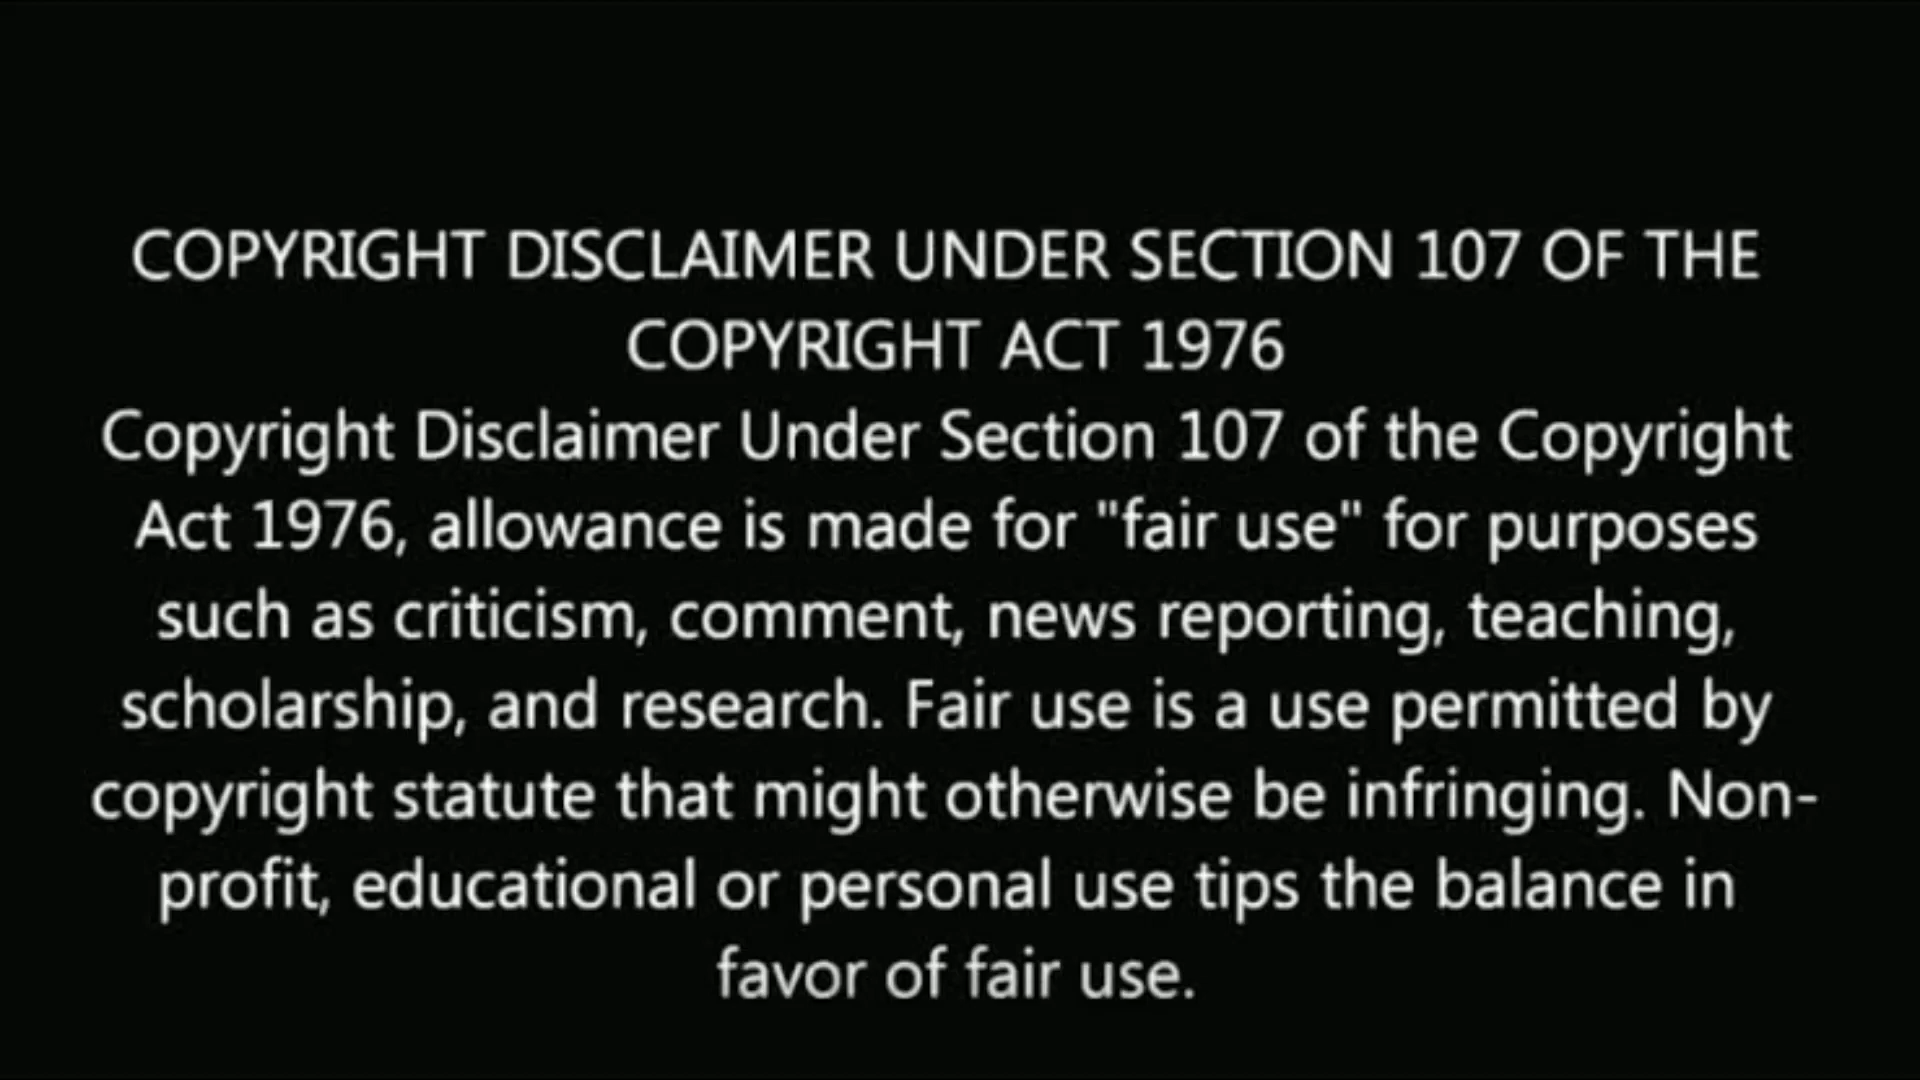 COPYRIGHT DISCLAIMER UNDER SECTION 107 OF THE
COPYRIGHT ACT 1976
Copyright Disclaimer Under Section 107 of the Copyright
Act 1976, allowance is made for "fair use" for purposes
such as criticism, comment, news reporting, teaching,
scholarship, and research. Fair use is a use permitted by
copyright statute that might otherwise be infringing. Non-
profit, educational or personal use tips the balance in
favor of fair use.